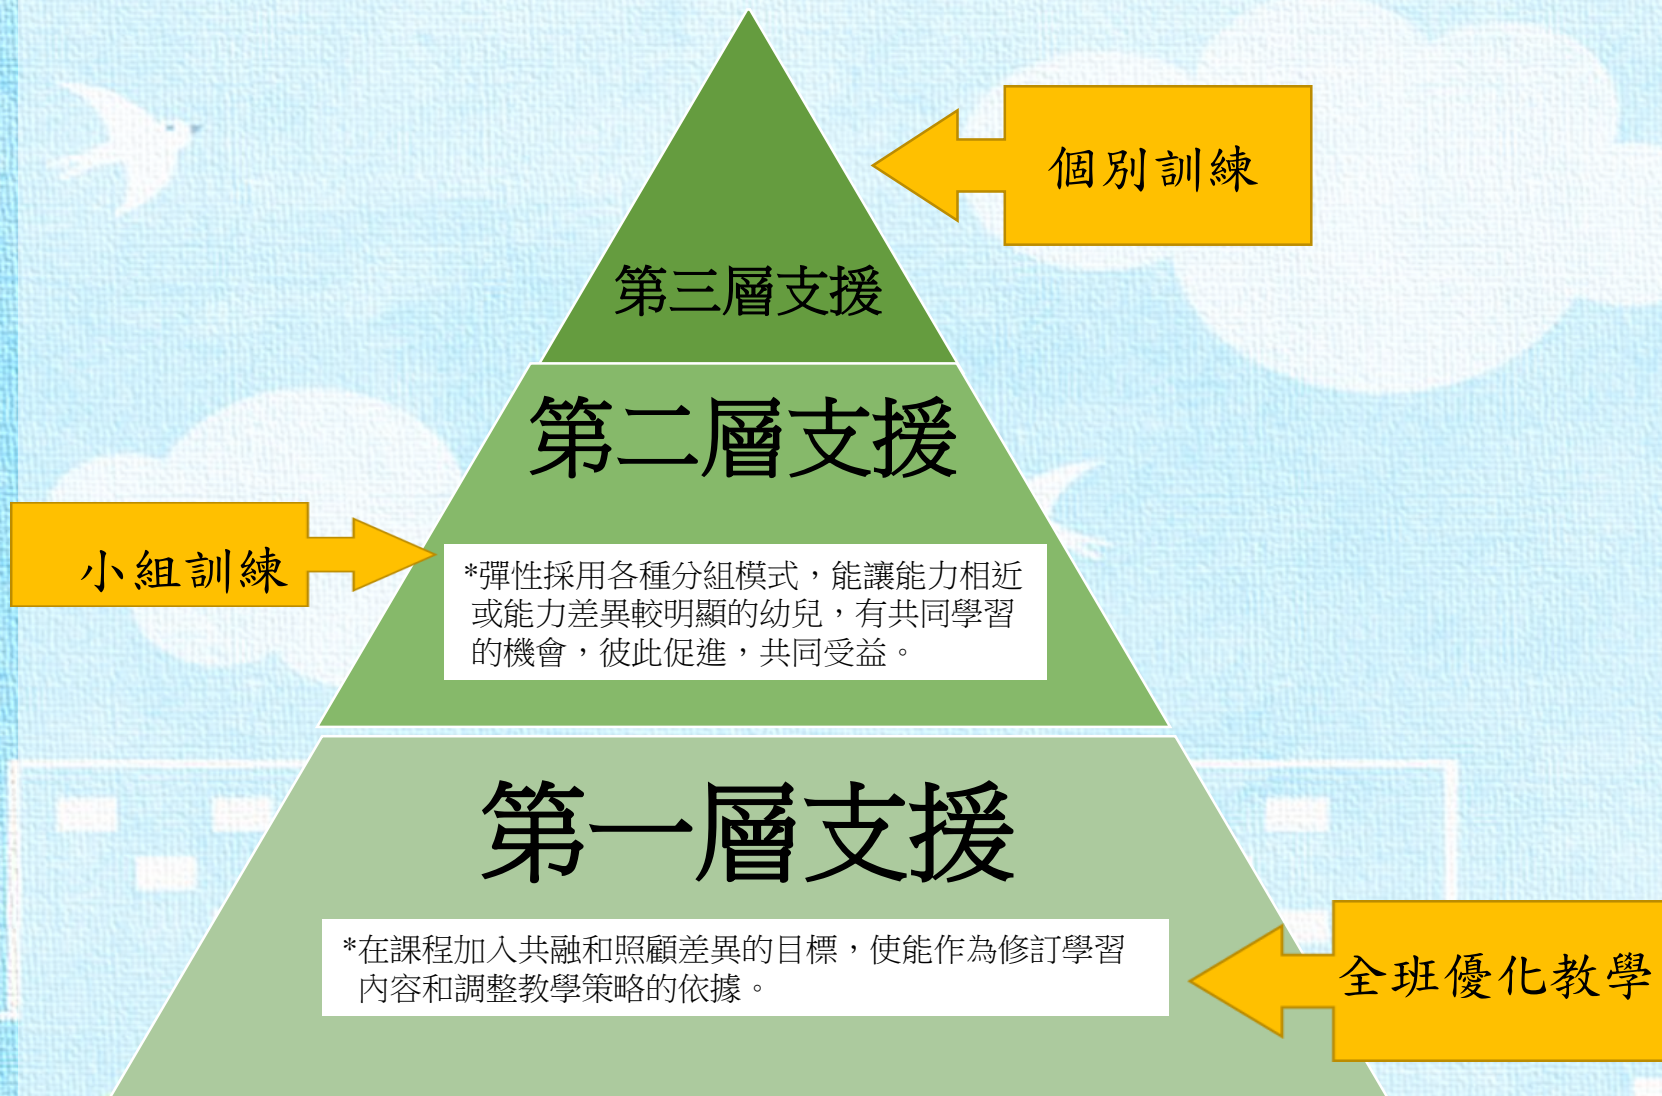 個別訓練
第三層支援
第二層支援
小組訓練
*彈性採用各種分組模式，能讓能力相近
或能力差異較明顯的幼兒，有共同學習
的機會，彼此促進，共同受益。
第一層支援
*在課程加入共融和照顧差異的目標，使能作為修訂學習
內容和調整教學策略的依據。
全班優化教學